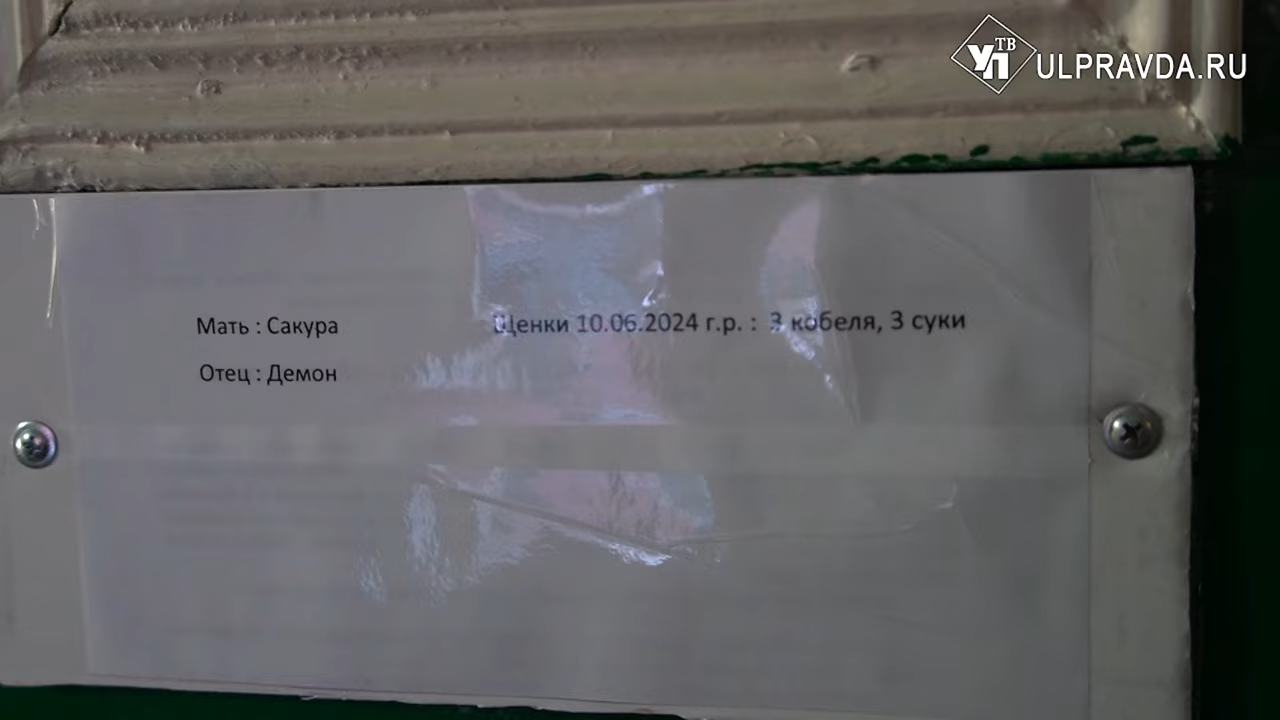 УП ТВ ULPRAVDA.RU
Мать : Сакура
Отец : Демон
Щенки 10.06.2024 г.р. : 3 кобеля, 3 суки